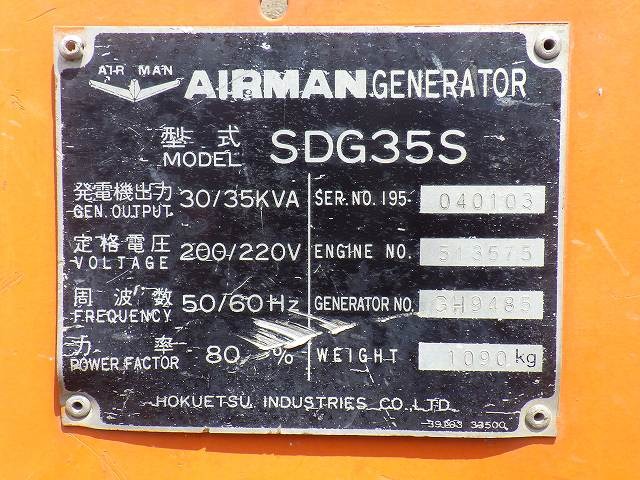 AIR MAN
AIRMAN GENERATOR
型式
MODEL SDG35S
発電機出力 30/35KVA
GEN. OUTPUT
SER. NO. 195- 040103
定格電圧 200/220V
VOLTAGE
ENGINE NO. 513575
周波数 50/60Hz
FREQUENCY
GENERATOR NO. GH9485
力率 80 %
POWER FACTOR
WEIGHT 1090 kg
HOKUETSU INDUSTRIES CO., LTD.
33500